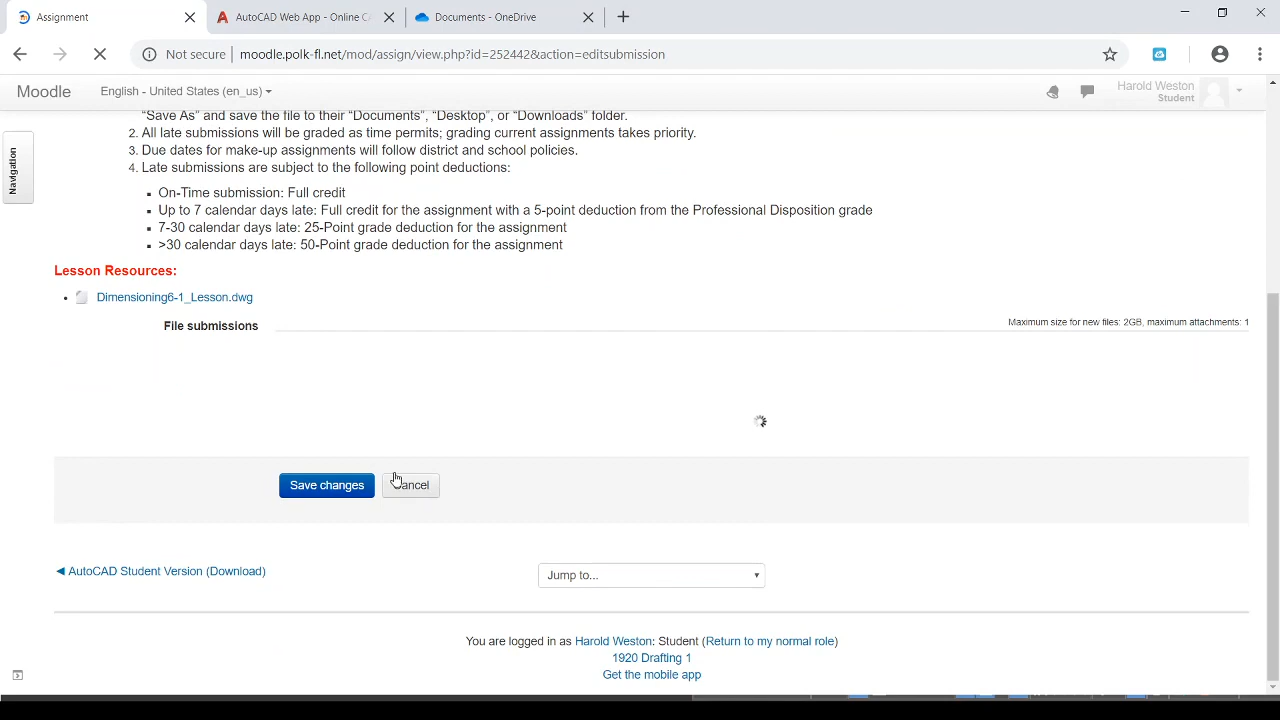 Assignment
AutoCAD Web App - Online C
Documents - OneDrive
Not secure
moodle.polk-fl.net/mod/assign/view.php?id=252442&action=editsubmission
Moodle
English - United States (en_us)
Harold Weston
Student
Navigation
"Save As" and save the file to their "Documents", "Desktop", or "Downloads" folder.
2. All late submissions will be graded as time permits; grading current assignments takes priority.
3. Due dates for make-up assignments will follow district and school policies.
4. Late submissions are subject to the following point deductions:
▪ On-Time submission: Full credit
▪ Up to 7 calendar days late: Full credit for the assignment with a 5-point deduction from the Professional Disposition grade
▪ 7-30 calendar days late: 25-Point grade deduction for the assignment
▪ >30 calendar days late: 50-Point grade deduction for the assignment
Lesson Resources:
• Dimensioning6-1_Lesson.dwg
File submissions
Maximum size for new files: 2GB, maximum attachments: 1
Save changes
Cancel
◄ AutoCAD Student Version (Download)
Jump to...
You are logged in as Harold Weston: Student (Return to my normal role)
1920 Drafting 1
Get the mobile app